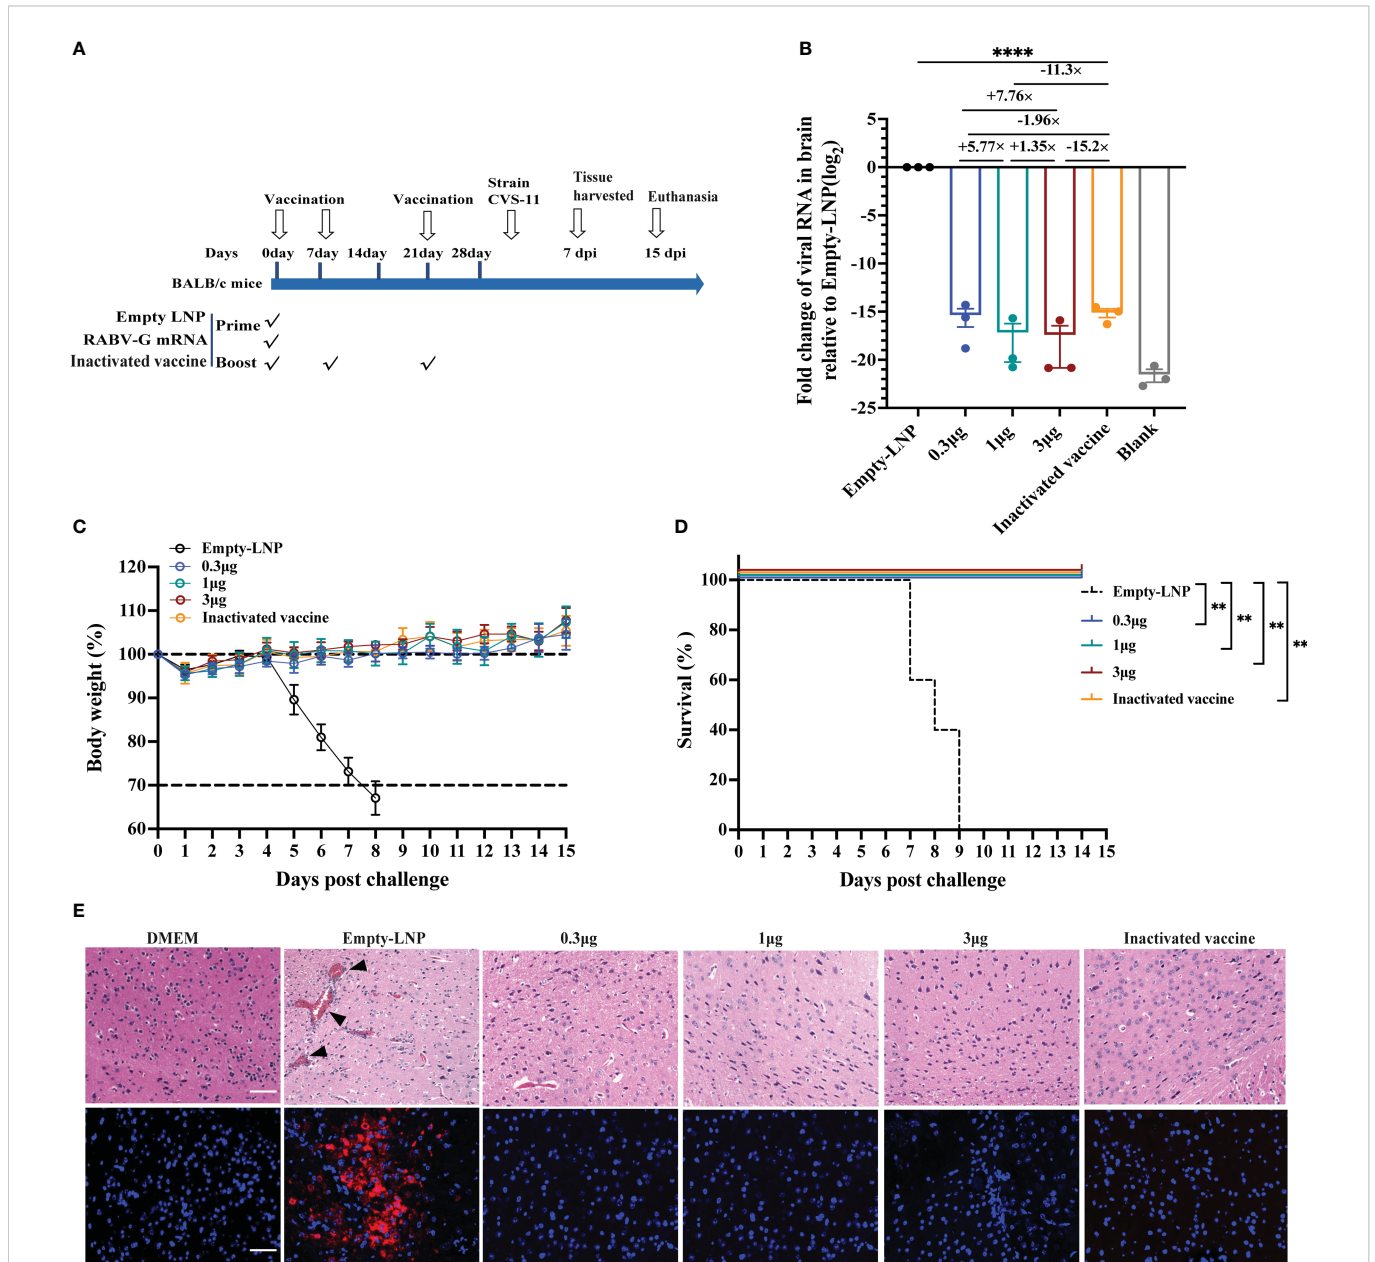 A
Vaccination
Vaccination
Strain
CVS-11
Tissue
harvested
Euthanasia
Days 0day 7day 14day 21day 28day 7 dpi 15 dpi
BALB/c mice
Empty LNP
Prime ✓
RABV-G mRNA ✓
Inactivated vaccine Boost ✓ ✓ ✓
B
****
-11.3×
+7.76×
-1.96×
+5.77× +1.35× -15.2×
Fold change of viral RNA in brain
relative to Empty-LNP(log2)
5
0
-5
-10
-15
-20
-25
Empty-LNP
0.3µg
1µg
3µg
Inactivated vaccine
Blank
C
Empty-LNP
0.3µg
1µg
3µg
Inactivated vaccine
Body weight (%)
120
110
100
90
80
70
60
0 1 2 3 4 5 6 7 8 9 10 11 12 13 14 15
Days post challenge
D
Survival (%)
100
80
60
40
20
0
0 1 2 3 4 5 6 7 8 9 10 11 12 13 14 15
Days post challenge
Empty-LNP
0.3µg
1µg
3µg
Inactivated vaccine
**
**
**
**
E
DMEM Empty-LNP 0.3µg 1µg 3µg Inactivated vaccine